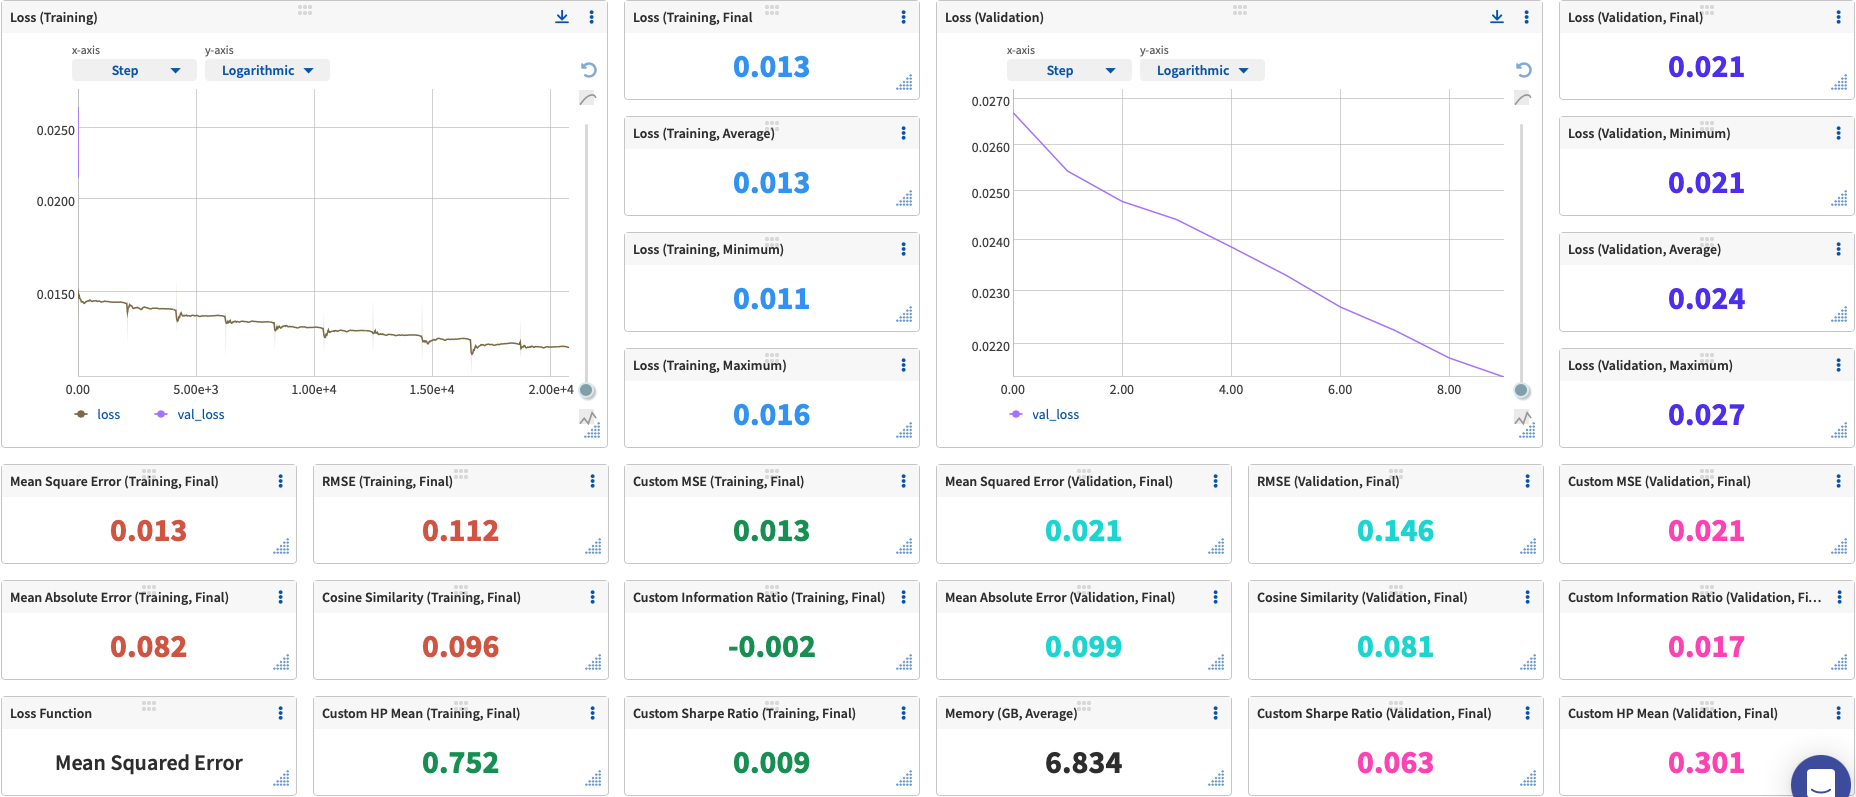 Loss (Training)
x-axis
y-axis
Step
Logarithmic
0.0250
0.0200
0.0150
0.00
5.00e+3
1.00e+4
1.50e+4
2.00e+4
loss
val_loss
Loss (Training, Final
0.013
Loss (Training, Average)
0.013
Loss (Training, Minimum)
0.011
Loss (Training, Maximum)
0.016
Loss (Validation)
x-axis
y-axis
Step
Logarithmic
0.0270
0.0260
0.0250
0.0240
0.0230
0.0220
0.00
2.00
4.00
6.00
8.00
val_loss
Loss (Validation, Final)
0.021
Loss (Validation, Minimum)
0.021
Loss (Validation, Average)
0.024
Loss (Validation, Maximum)
0.027
Mean Square Error (Training, Final)
0.013
RMSE (Training, Final)
0.112
Custom MSE (Training, Final)
0.013
Mean Squared Error (Validation, Final)
0.021
RMSE (Validation, Final)
0.146
Custom MSE (Validation, Final)
0.021
Mean Absolute Error (Training, Final)
0.082
Cosine Similarity (Training, Final)
0.096
Custom Information Ratio (Training, Final)
-0.002
Mean Absolute Error (Validation, Final)
0.099
Cosine Similarity (Validation, Final)
0.081
Custom Information Ratio (Validation, Fi...
0.017
Loss Function
Mean Squared Error
Custom HP Mean (Training, Final)
0.752
Custom Sharpe Ratio (Training, Final)
0.009
Memory (GB, Average)
6.834
Custom Sharpe Ratio (Validation, Final)
0.063
Custom HP Mean (Validation, Final)
0.301